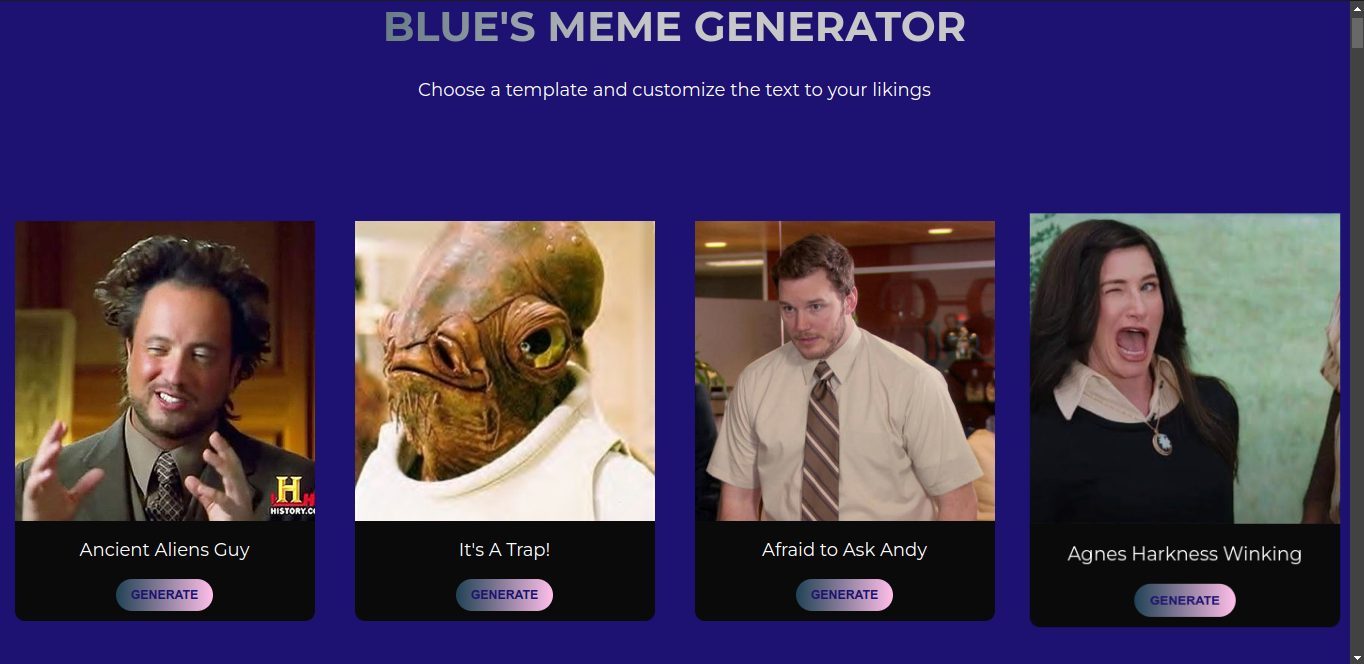 BLUE'S MEME GENERATOR
Choose a template and customize the text to your likings
H
HISTORY.CO
Ancient Aliens Guy
It's A Trap!
Afraid to Ask Andy
Agnes Harkness Winking
GENERATE
GENERATE
GENERATE
GENERATE